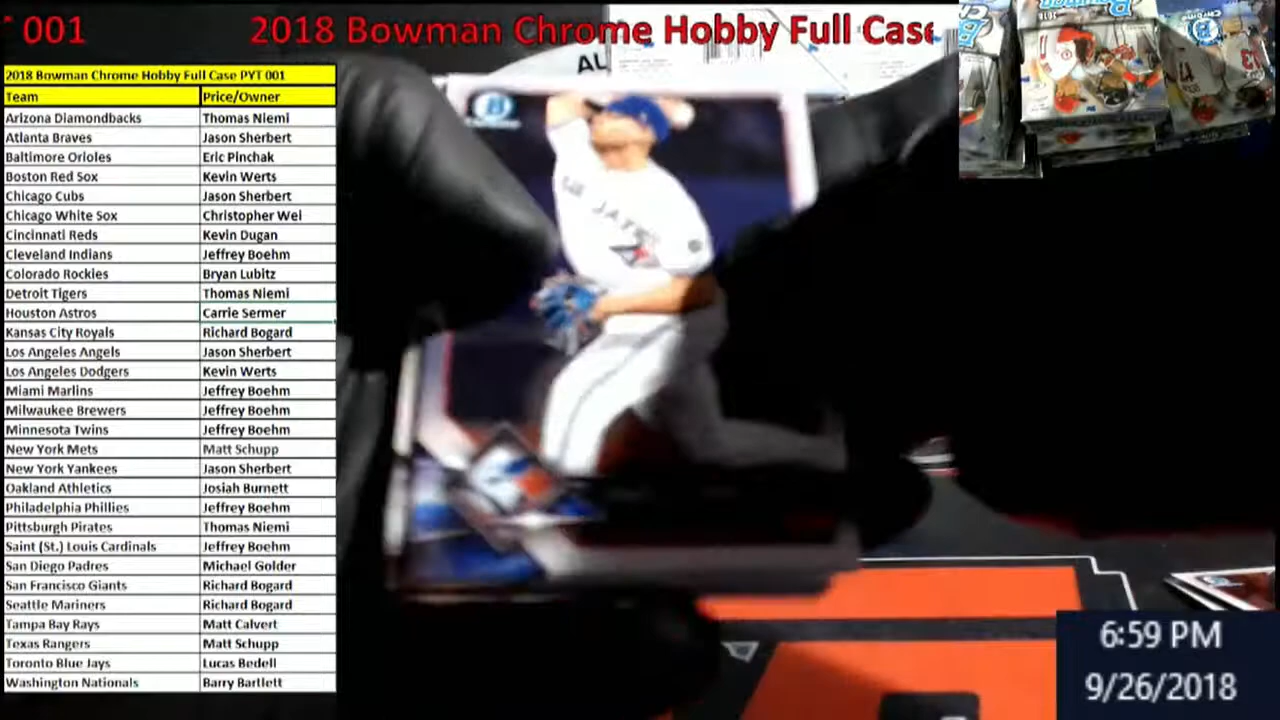 001
2018 Bowman Chrome Hobby Full Case
2018 Bowman Chrome Hobby Full Case PYT 001
Team Price/Owner
Arizona Diamondbacks Thomas Niemi
Atlanta Braves Jason Sherbert
Baltimore Orioles Eric Pinchak
Boston Red Sox Kevin Werts
Chicago Cubs Jason Sherbert
Chicago White Sox Christopher Wel
Cincinnati Reds Kevin Dugan
Cleveland Indians Jeffrey Boehm
Colorado Rockies Bryan Lubitz
Detroit Tigers Thomas Niemi
Houston Astros Carrie Sermer
Kansas City Royals Richard Bogard
Los Angeles Angels Jason Sherbert
Los Angeles Dodgers Kevin Werts
Miami Marlins Jeffrey Boehm
Milwaukee Brewers Jeffrey Boehm
Minnesota Twins Jeffrey Boehm
New York Mets Matt Schupp
New York Yankees Jason Sherbert
Oakland Athletics Josiah Burnett
Philadelphia Phillies Jeffrey Boehm
Pittsburgh Pirates Thomas Niemi
Saint (St.) Louis Cardinals Jeffrey Boehm
San Diego Padres Michael Golder
San Francisco Giants Richard Bogard
Seattle Mariners Richard Bogard
Tampa Bay Rays Matt Calvert
Texas Rangers Matt Schupp
Toronto Blue Jays Lucas Bedell
Washington Nationals Barry Bartlett
AU
6:59 PM
9/26/2018